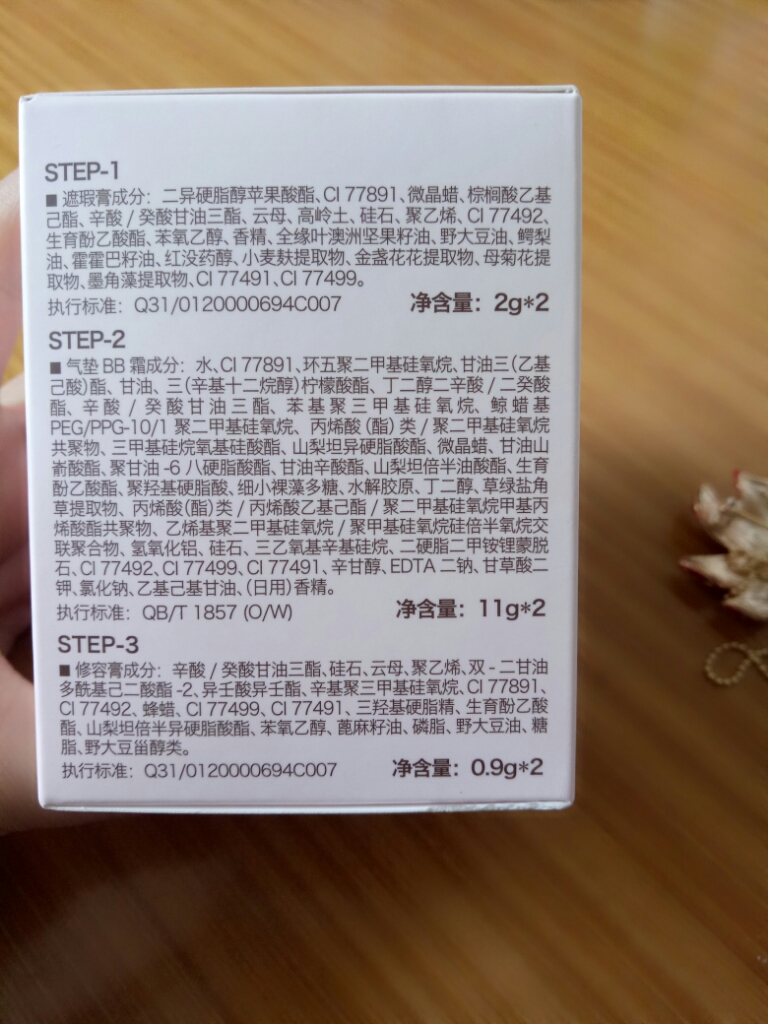 STEP-1
■ 遮瑕膏成分：二异硬脂醇苹果酸酯、CI 77891、微晶蜡、棕榈酸乙基
己酯、辛酸 / 癸酸甘油三酯、云母、高岭土、硅石、聚乙烯、CI 77492、
生育酚乙酸酯、苯氧乙醇、香精、全缘叶澳洲坚果籽油、野大豆油、鳄梨
油、霍霍巴籽油、红没药醇、小麦麸提取物、金盏花花提取物、母菊花提
取物、墨角藻提取物、CI 77491、CI 77499。
执行标准：Q31/0120000694C007 净含量：2g*2
STEP-2
■ 气垫 BB 霜成分：水、CI 77891、环五聚二甲基硅氧烷、甘油三(乙基
己酸)酯、甘油、三(辛基十二烷醇)柠檬酸酯、丁二醇二辛酸 / 二癸酸
酯、辛酸 / 癸酸甘油三酯、苯基聚三甲基硅氧烷、鲸蜡基
PEG/PPG-10/1 聚二甲基硅氧烷、丙烯酸 (酯) 类 / 聚二甲基硅氧烷
共聚物、三甲基硅烷氧基硅酸酯、山梨坦异硬脂酸酯、微晶蜡、甘油山
嵛酸酯、聚甘油 -6 八硬脂酸酯、甘油辛酸酯、山梨坦倍半油酸酯、生育
酚乙酸酯、聚羟基硬脂酸、细小裸藻多糖、水解胶原、丁二醇、草绿盐角
草提取物、丙烯酸(酯)类 / 丙烯酸乙基己酯 / 聚二甲基硅氧烷甲基丙
烯酸酯共聚物、乙烯基聚二甲基硅氧烷 / 聚甲基硅氧烷硅倍半氧烷交
联聚合物、氢氧化铝、硅石、三乙氧基辛基硅烷、二硬脂二甲铵锂蒙脱
石、CI 77492、CI 77499、CI 77491、辛甘醇、EDTA 二钠、甘草酸二
钾、氯化钠、乙基己基甘油、(日用)香精。
执行标准：QB/T 1857 (O/W) 净含量：11g*2
STEP-3
■ 修容膏成分：辛酸 / 癸酸甘油三酯、硅石、云母、聚乙烯、双 - 二甘油
多酰基己二酸酯 -2、异壬酸异壬酯、辛基聚三甲基硅氧烷、CI 77891、
CI 77492、蜂蜡、CI 77499、CI 77491、三羟基硬脂精、生育酚乙酸
酯、山梨坦倍半异硬脂酸酯、苯氧乙醇、蓖麻籽油、磷脂、野大豆油、糖
脂、野大豆甾醇类。
执行标准：Q31/0120000694C007 净含量：0.9g*2